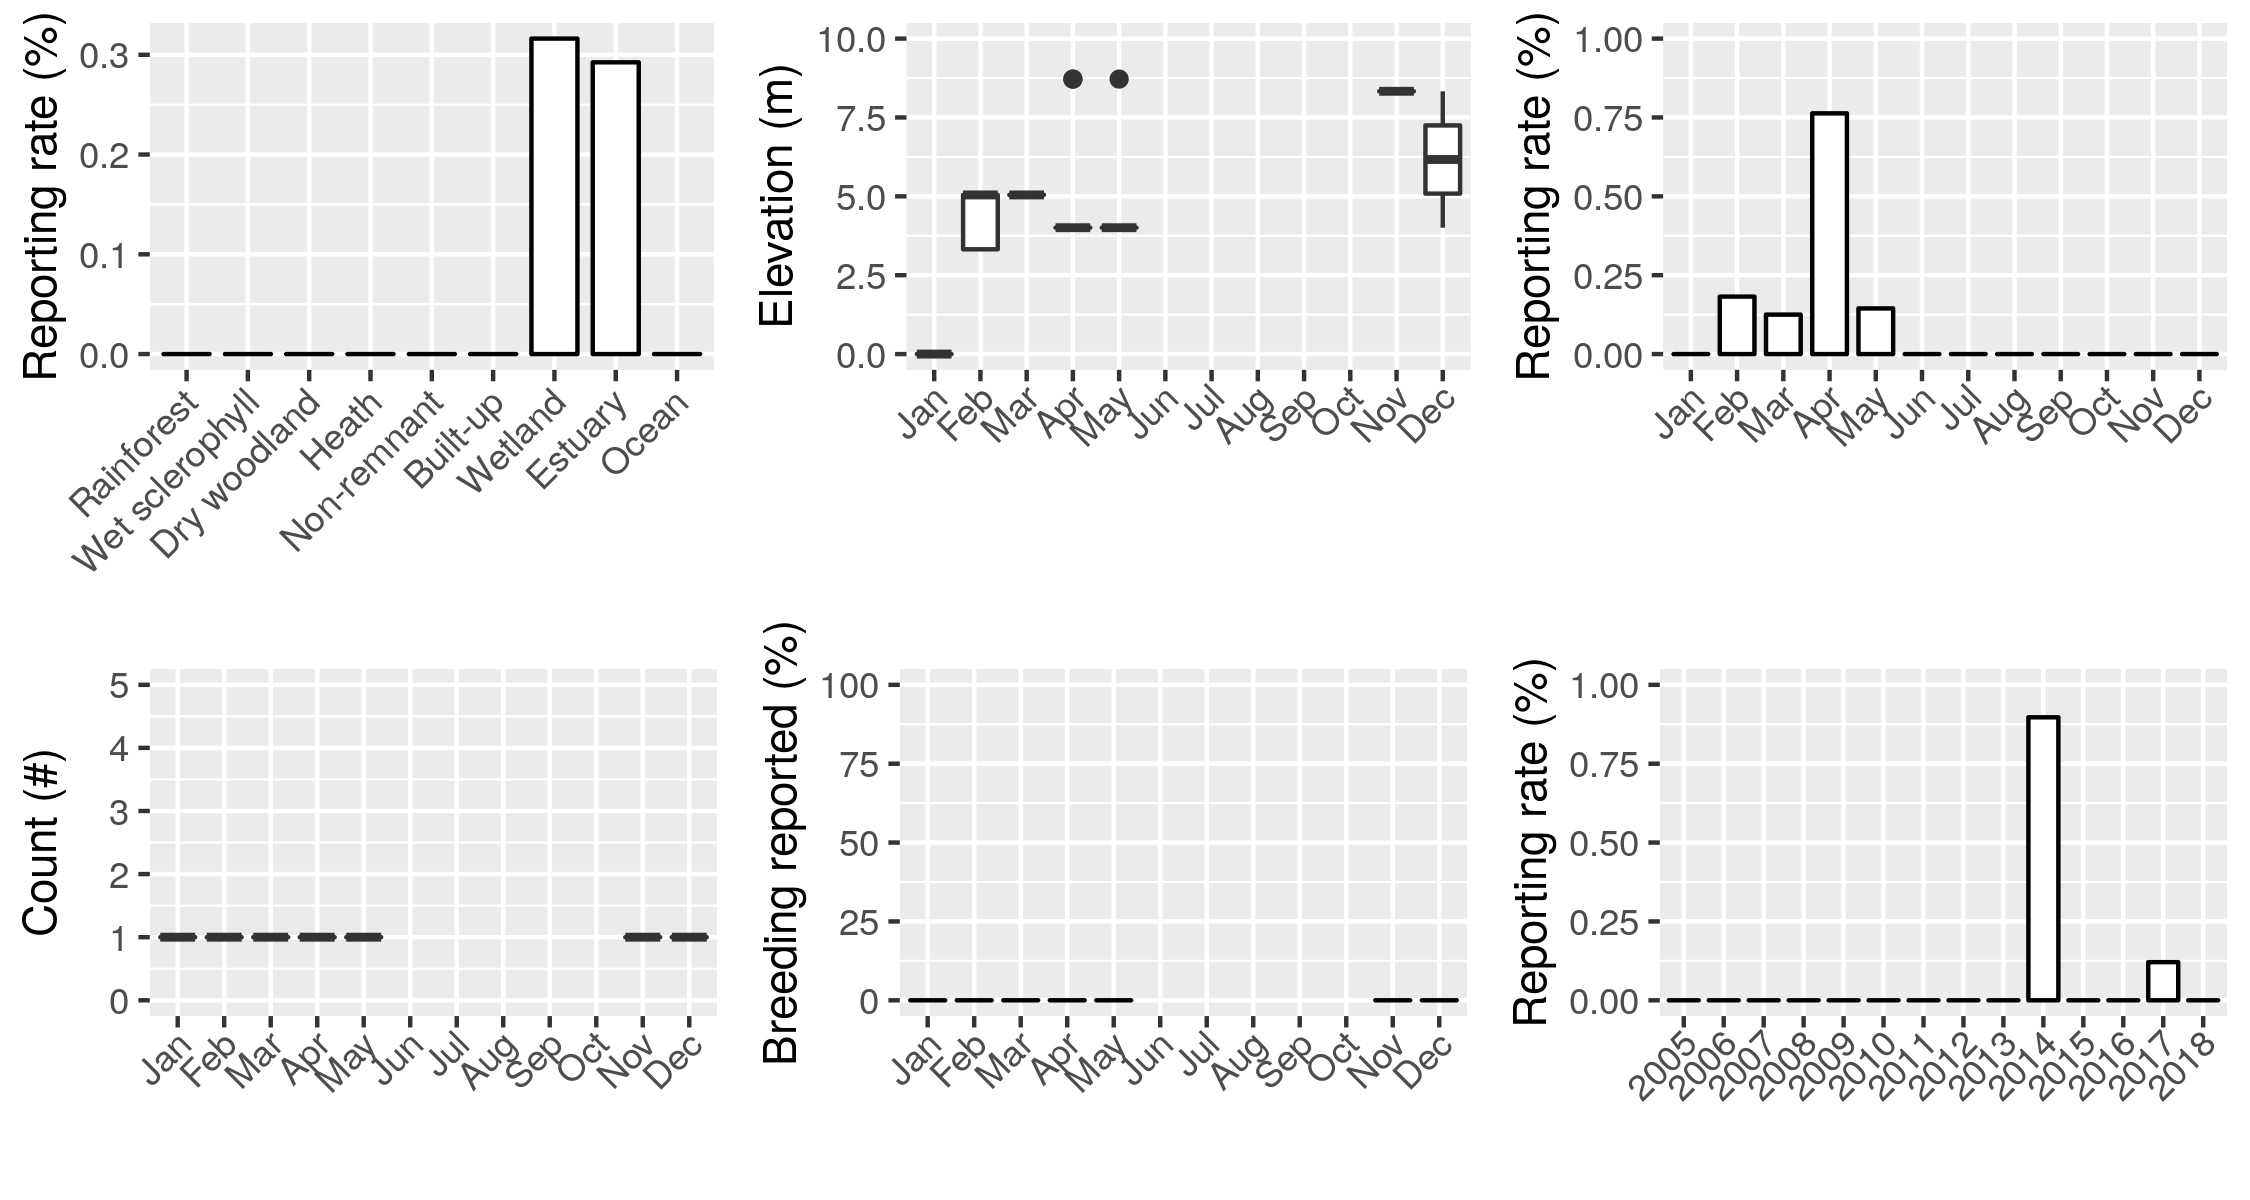 Reporting rate (%)
0.3
0.2
0.1
0.0
Rainforest
Wet sclerophyll
Dry woodland
Heath
Non-remnant
Built-up
Wetland
Estuary
Ocean
Elevation (m)
10.0
7.5
5.0
2.5
0.0
Jan
Feb
Mar
Apr
May
Jun
Jul
Aug
Sep
Oct
Nov
Dec
Reporting rate (%)
1.00
0.75
0.50
0.25
0.00
Jan
Feb
Mar
Apr
May
Jun
Jul
Aug
Sep
Oct
Nov
Dec
Count (#)
5
4
3
2
1
0
Jan
Feb
Mar
Apr
May
Jun
Jul
Aug
Sep
Oct
Nov
Dec
Breeding reported (%)
100
75
50
25
0
Jan
Feb
Mar
Apr
May
Jun
Jul
Aug
Sep
Oct
Nov
Dec
Reporting rate (%)
1.00
0.75
0.50
0.25
0.00
2005
2006
2007
2008
2009
2010
2011
2012
2013
2014
2015
2016
2017
2018